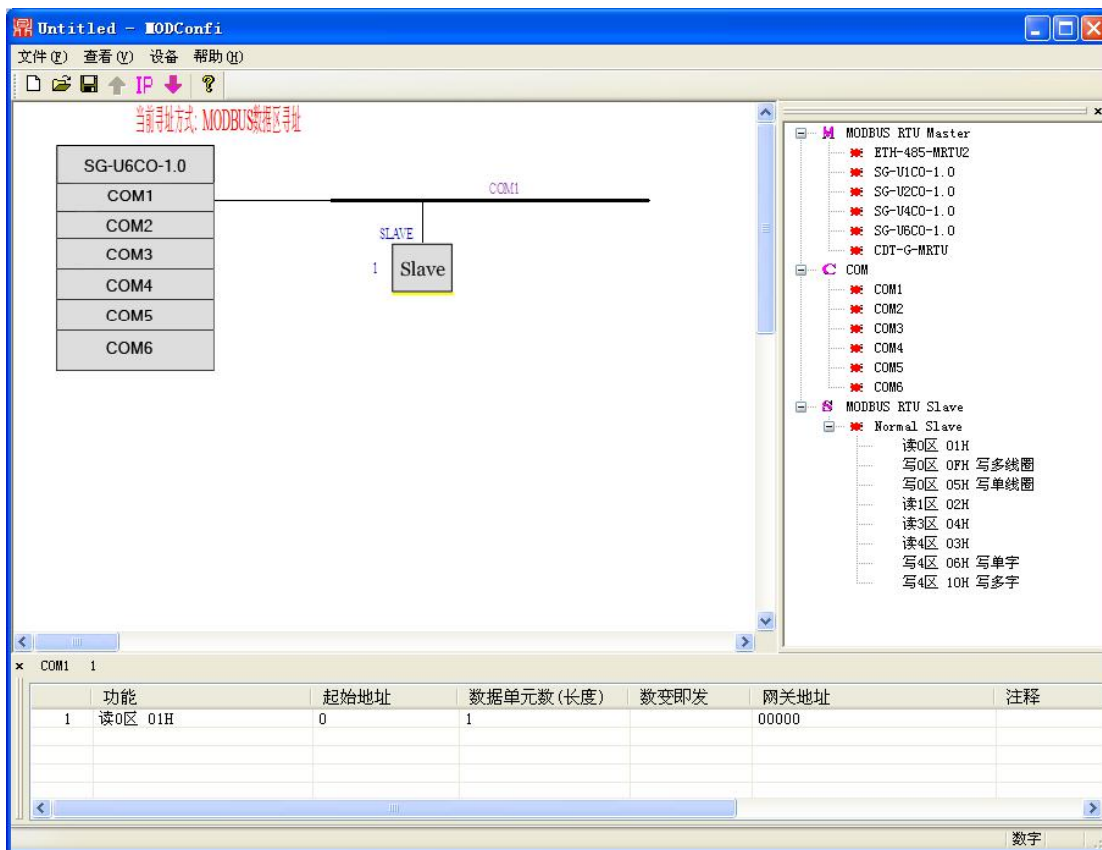 Untitled - MODConfi
文件(F) 查看(V) 设备 帮助(H)
IP
当前寻址方式: MODBUS数据区寻址
SG-U6CO-1.0
COM1
COM2
COM3
COM4
COM5
COM6
COM1
SLAVE
1 Slave
M MODBUS RTU Master
ETH-485-MRTU2
SG-U1CO-1.0
SG-U2CO-1.0
SG-U4CO-1.0
SG-U6CO-1.0
CDT-G-MRTU
C COM
COM1
COM2
COM3
COM4
COM5
COM6
S MODBUS RTU Slave
Normal Slave
读0区 01H
写0区 0FH 写多线圈
写0区 05H 写单线圈
读1区 02H
读3区 04H
读4区 03H
写4区 06H 写单字
写4区 10H 写多字
COM1 1
功能 起始地址 数据单元数(长度) 数变即发 网关地址 注释
1 读0区 01H 0 1 00000
数字